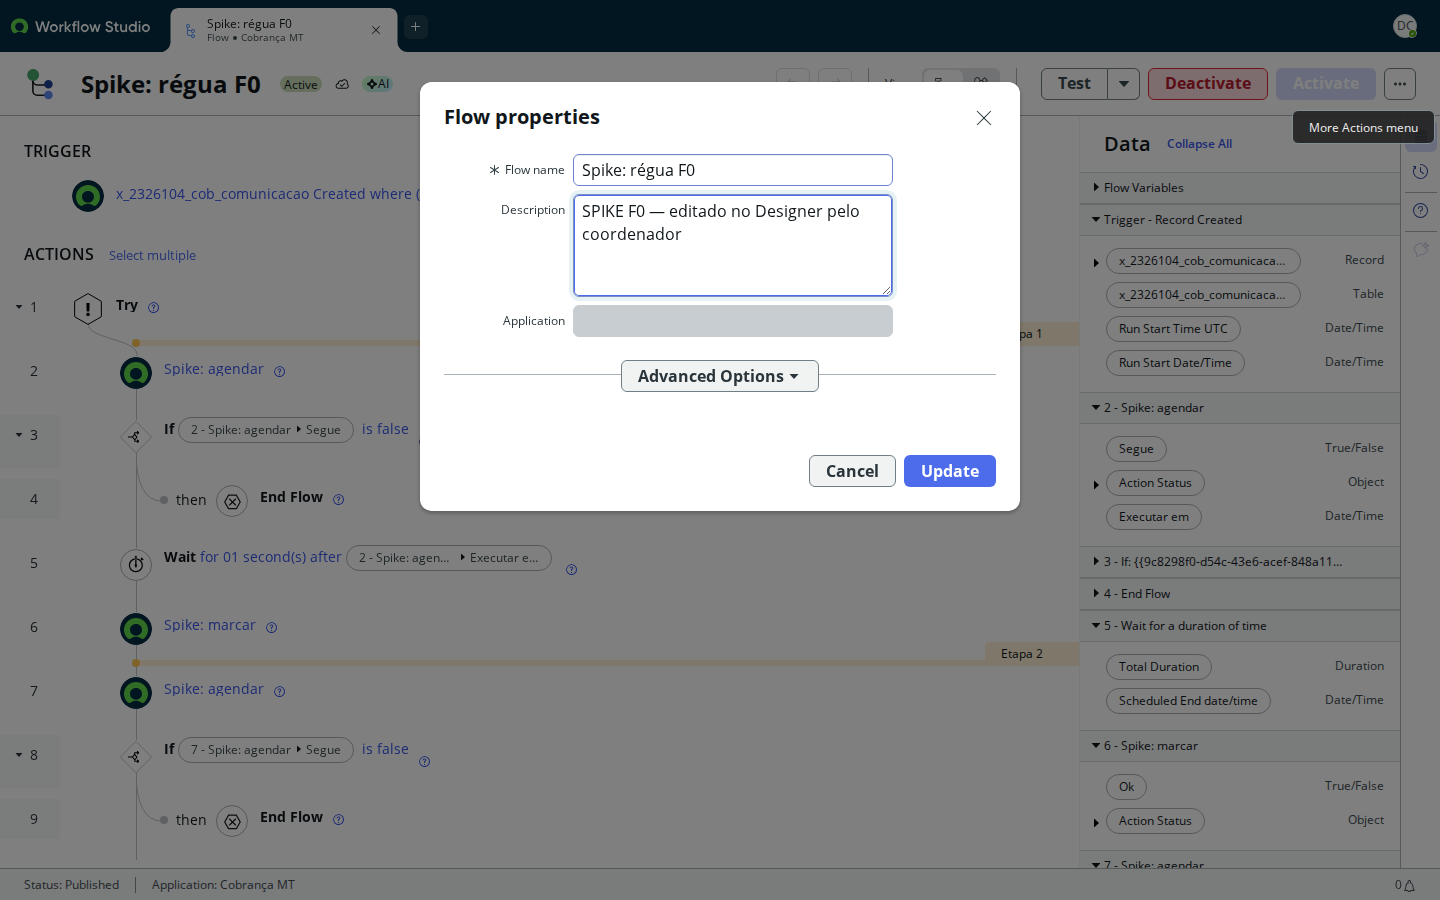 Workflow Studio
Spike: régua F0
Flow • Cobrança MT
DC
Spike: régua F0
Active
AI
Test
Deactivate
Activate
More Actions menu
TRIGGER
x_2326104_cob_comunicacao Created where (
ACTIONS
Select multiple
1
Try
2
Spike: agendar
3
If
2 - Spike: agendar
Segue
is false
4
then
End Flow
5
Wait for 01 second(s) after
2 - Spike: agen...
Executar e...
6
Spike: marcar
Etapa 2
7
Spike: agendar
8
If
7 - Spike: agendar
Segue
is false
9
then
End Flow
Flow properties
Flow name
Spike: régua F0
Description
SPIKE F0 — editado no Designer pelo
coordenador
Application
Advanced Options
Cancel
Update
pa 1
Data
Collapse All
Flow Variables
Trigger - Record Created
x_2326104_cob_comunicaca...
Record
x_2326104_cob_comunicaca...
Table
Run Start Time UTC
Date/Time
Run Start Date/Time
Date/Time
2 - Spike: agendar
Segue
True/False
Action Status
Object
Executar em
Date/Time
3 - If: {{9c8298f0-d54c-43e6-acef-848a11...
4 - End Flow
5 - Wait for a duration of time
Total Duration
Duration
Scheduled End date/time
Date/Time
6 - Spike: marcar
Ok
True/False
Action Status
Object
7 - Spike: agendar
Status: Published
Application: Cobrança MT
0